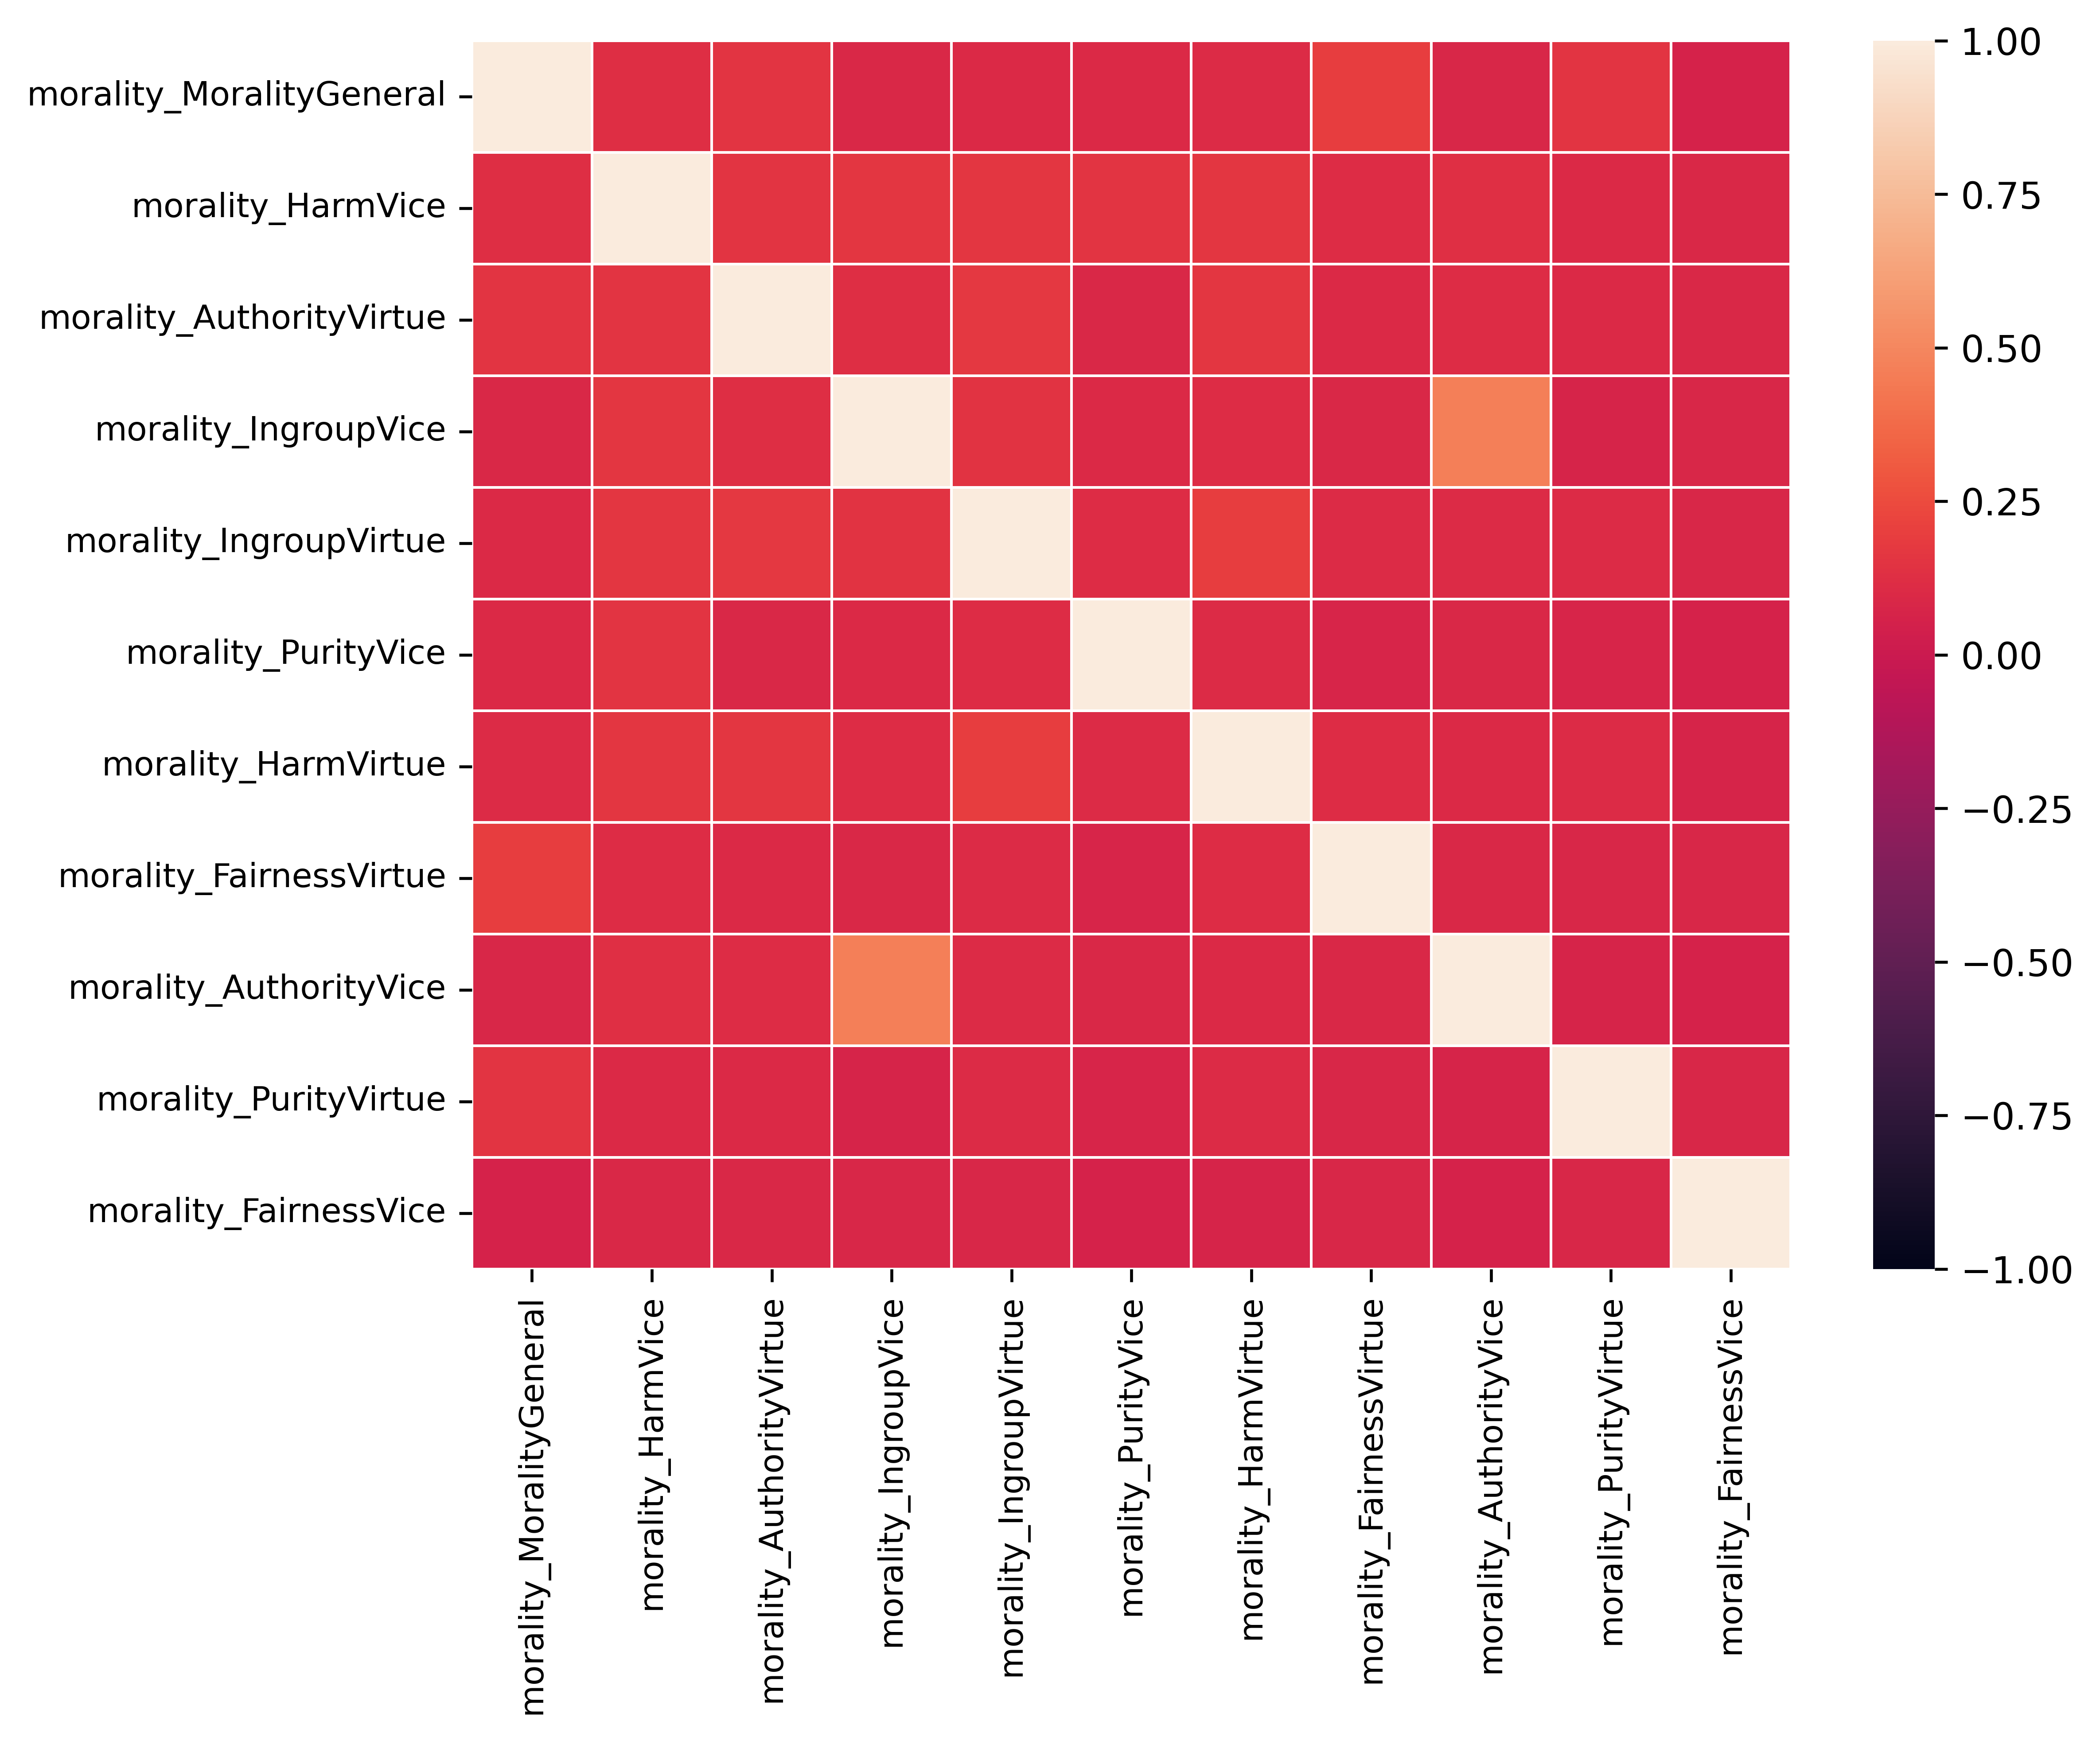 morality_MoralityGeneral
morality_HarmVice
morality_AuthorityVirtue
morality_IngroupVice
morality_IngroupVirtue
morality_PurityVice
morality_HarmVirtue
morality_FairnessVirtue
morality_AuthorityVice
morality_PurityVirtue
morality_FairnessVice
morality_MoralityGeneral
morality_HarmVice
morality_AuthorityVirtue
morality_IngroupVice
morality_IngroupVirtue
morality_PurityVice
morality_HarmVirtue
morality_FairnessVirtue
morality_AuthorityVice
morality_PurityVirtue
morality_FairnessVice
1.00
0.75
0.50
0.25
0.00
−0.25
−0.50
−0.75
−1.00